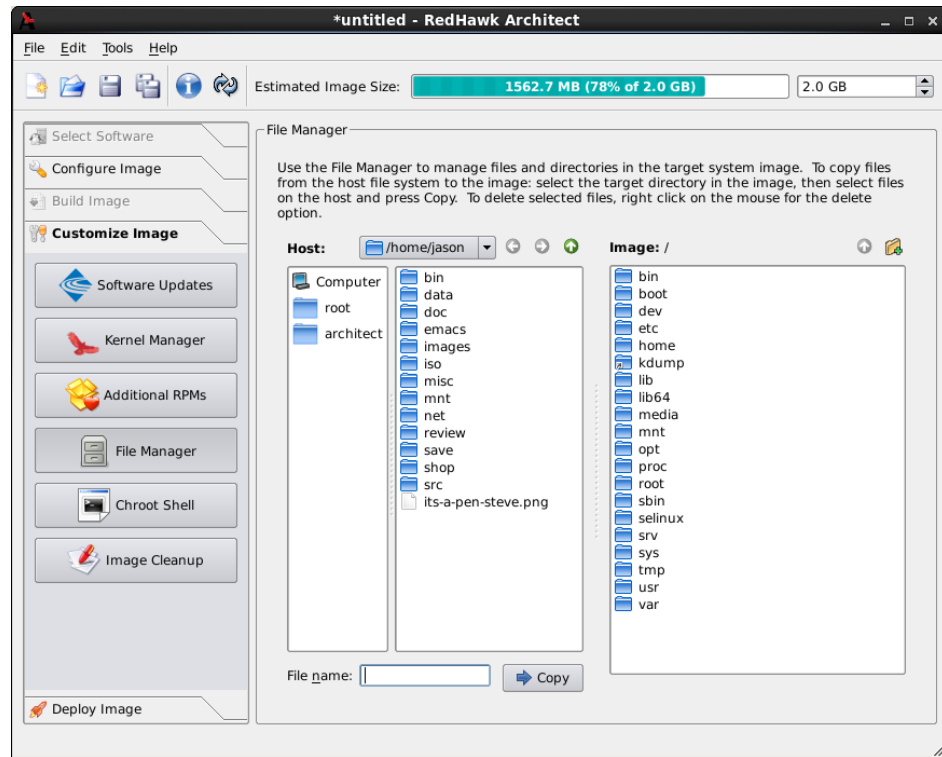 *untitled - RedHawk Architect
File Edit Tools Help
Estimated Image Size: 1562.7 MB (78% of 2.0 GB) 2.0 GB
Select Software
Configure Image
Build Image
Customize Image
Software Updates
Kernel Manager
Additional RPMs
File Manager
Chroot Shell
Image Cleanup
Deploy Image
File Manager
Use the File Manager to manage files and directories in the target system image. To copy files
from the host file system to the image: select the target directory in the image, then select files
on the host and press Copy. To delete selected files, right click on the mouse for the delete
option.
Host: /home/jason
Computer
root
architect
bin
data
doc
emacs
images
iso
misc
mnt
net
review
save
shop
src
its-a-pen-steve.png
File name:
Copy
Image: /
bin
boot
dev
etc
home
kdump
lib
lib64
media
mnt
opt
proc
root
sbin
selinux
srv
sys
tmp
usr
var